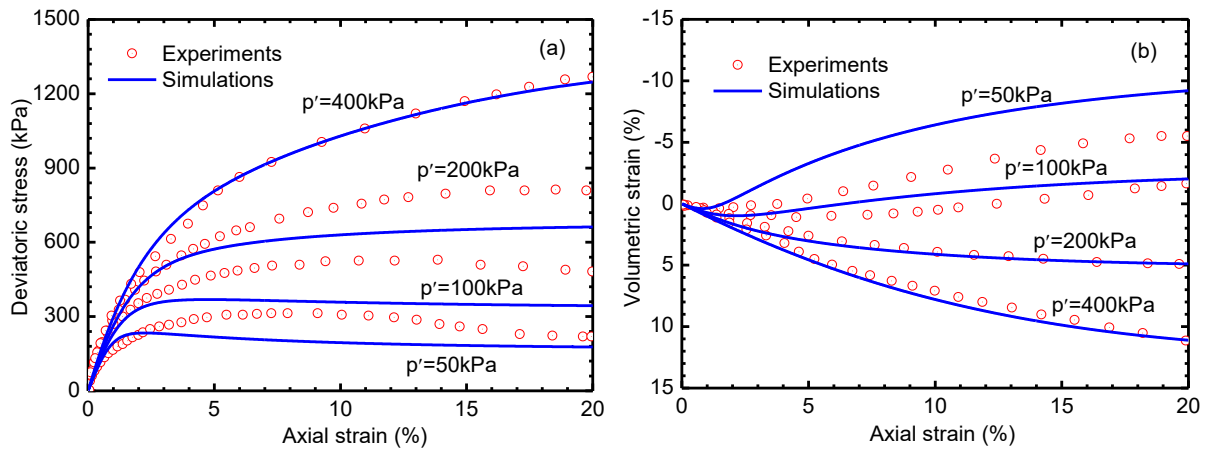 (a)
Experiments
Simulations
p′=400kPa
p′=200kPa
p′=100kPa
p′=50kPa
1500
1200
900
600
300
0
Deviatoric stress (kPa)
0 5 10 15 20
Axial strain (%)
(b)
Experiments
Simulations
p′=50kPa
p′=100kPa
p′=200kPa
p′=400kPa
-15
-10
-5
0
5
10
15
Volumetric strain (%)
0 5 10 15 20
Axial strain (%)